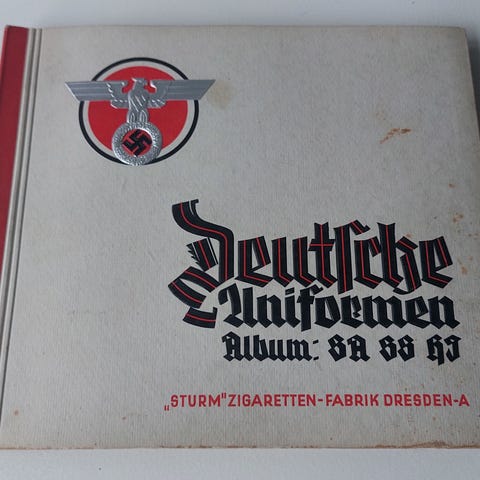 Deutsche
Uniformen
Album: SA SS HJ
„STURM" ZIGARETTEN-FABRIK DRESDEN-A